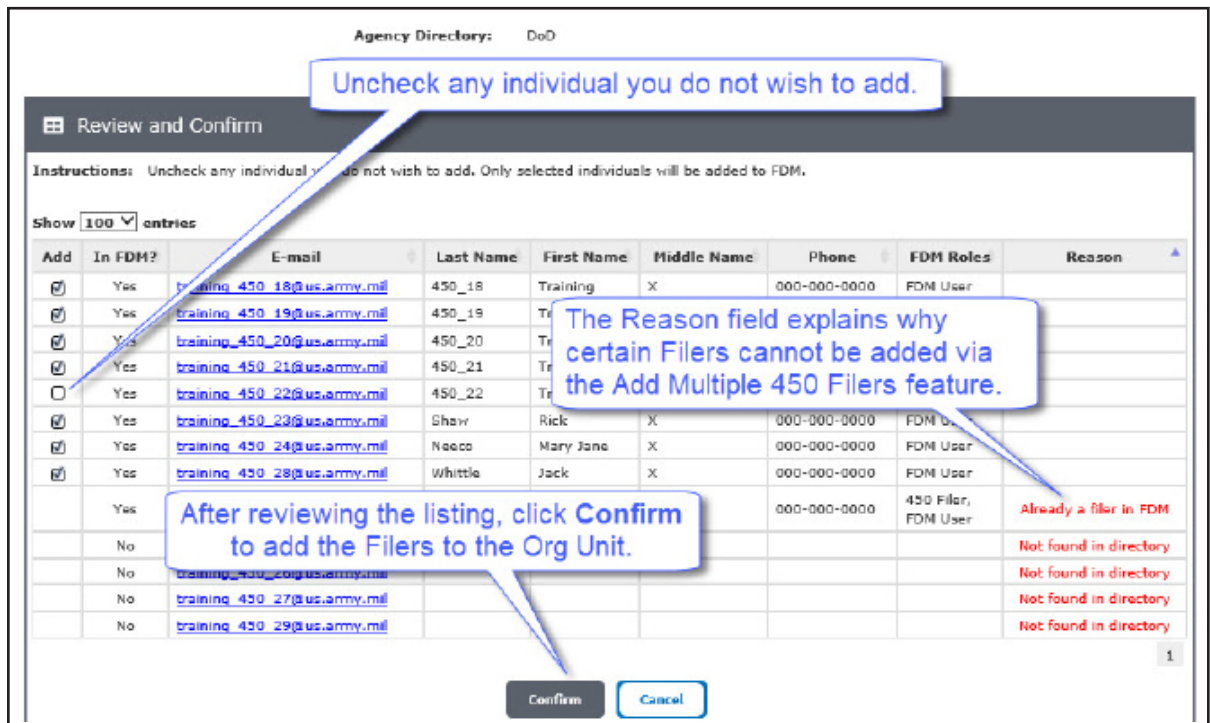 Agency Directory: DoD
Uncheck any individual you do not wish to add.
Review and Confirm
Instructions: Uncheck any individual you do not wish to add. Only selected individuals will be added to FDM.
Show 100 entries
Add In FDM? E-mail Last Name First Name Middle Name Phone FDM Roles Reason
Yes training_450_18@us.army.mil 450_18 Training X 000-000-0000 FDM User
Yes training_450_19@us.army.mil 450_19
Yes training_450_20@us.army.mil 450_20
Yes training_450_21@us.army.mil 450_21
Yes training_450_22@us.army.mil 450_22
The Reason field explains why
certain Filers cannot be added via
the Add Multiple 450 Filers feature.
Yes training_450_23@us.army.mil Shaw Rick X 000-000-0000 FDM User
Yes training_450_24@us.army.mil Neeco Mary Jane X 000-000-0000 FDM User
Yes training_450_28@us.army.mil Whittle Jack X 000-000-0000 FDM User
Yes 000-000-0000 450 Filer, FDM User Already a filer in FDM
After reviewing the listing, click Confirm
to add the Filers to the Org Unit.
No Not found in directory
No training_450_26@us.army.mil Not found in directory
No training_450_27@us.army.mil Not found in directory
No training_450_29@us.army.mil Not found in directory
1
Confirm Cancel